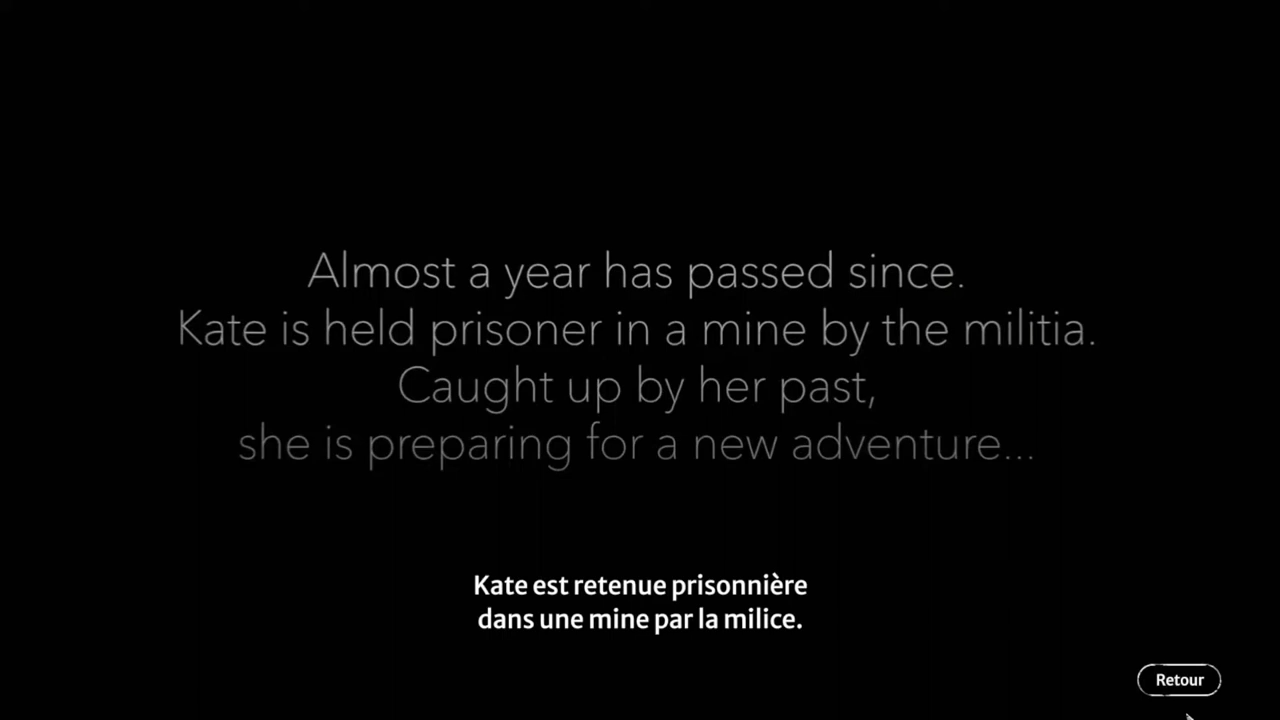 Almost a year has passed since.
Kate is held prisoner in a mine by the militia.
Caught up by her past,
she is preparing for a new adventure...
Kate est retenue prisonnière
dans une mine par la milice.
Retour